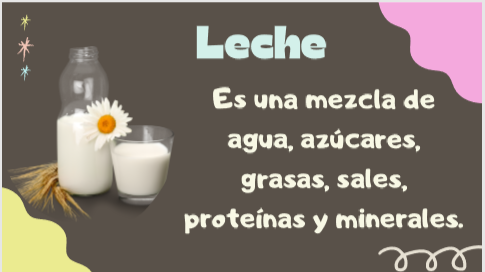 Leche
Es una mezcla de
agua, azúcares,
grasas, sales,
proteínas y minerales.